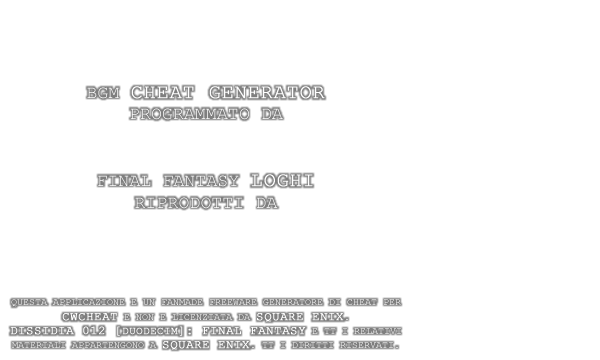 BGM CHEAT GENERATOR
PROGRAMMATO DA
FINAL FANTASY LOGHI
RIPRODOTTI DA
QUESTA APPLICAZIONE E UN FANMADE FREEWARE GENERATORE DI CHEAT PER
CWCHEAT E NON E LICENZIATA DA SQUARE ENIX.
DISSIDIA 012 [DUODECIM]: FINAL FANTASY E TT I RELATIVI
MATERIALI APPARTENGONO A SQUARE ENIX. TT I DIRITTI RISERVATI.